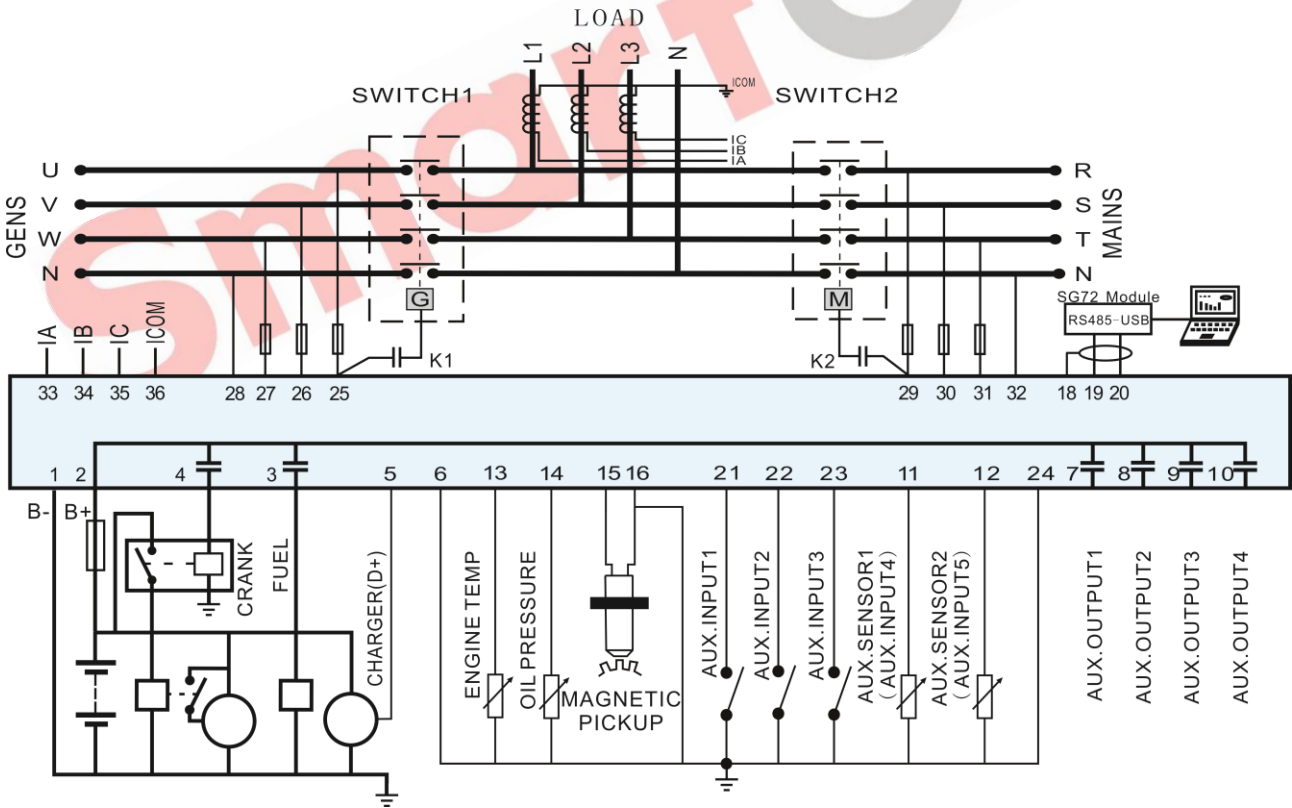 Smart
LOAD
L1
L2
L3
N
ICOM
SWITCH1
SWITCH2
IC
IB
IA
GENS
U
V
W
N
R
S
T
N
MAINS
G
M
SG72 Module
RS485-USB
IA
IB
IC
ICOM
K1
K2
33 34 35 36 28 27 26 25 29 30 31 32 18 19 20
1 2 4 3 5 6 13 14 15 16 21 22 23 11 12 24 7 8 9 10
B-
B+
CRANK
FUEL
CHARGER(D+)
ENGINE TEMP
OIL PRESSURE
MAGNETIC
PICKUP
AUX.INPUT1
AUX.INPUT2
AUX.INPUT3
AUX.SENSOR1
(AUX.INPUT4)
AUX.SENSOR2
(AUX.INPUT5)
AUX.OUTPUT1
AUX.OUTPUT2
AUX.OUTPUT3
AUX.OUTPUT4